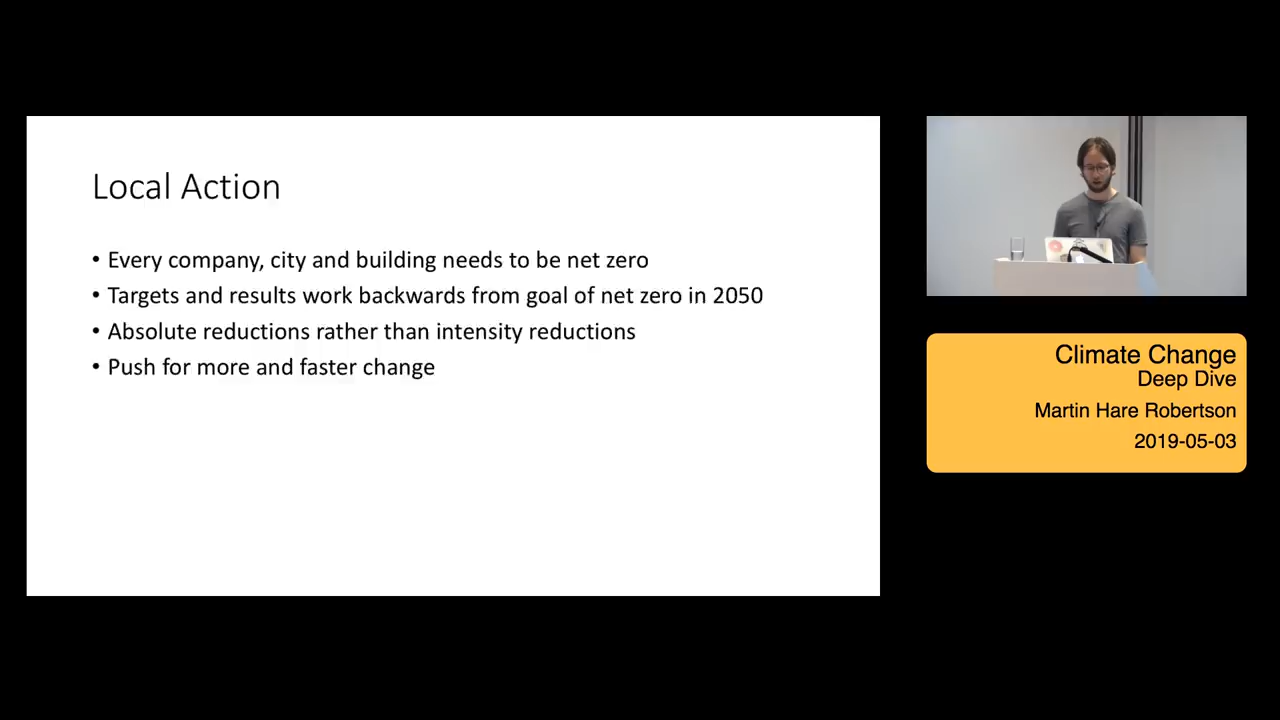 Local Action
• Every company, city and building needs to be net zero
• Targets and results work backwards from goal of net zero in 2050
• Absolute reductions rather than intensity reductions
• Push for more and faster change
Climate Change
Deep Dive
Martin Hare Robertson
2019-05-03